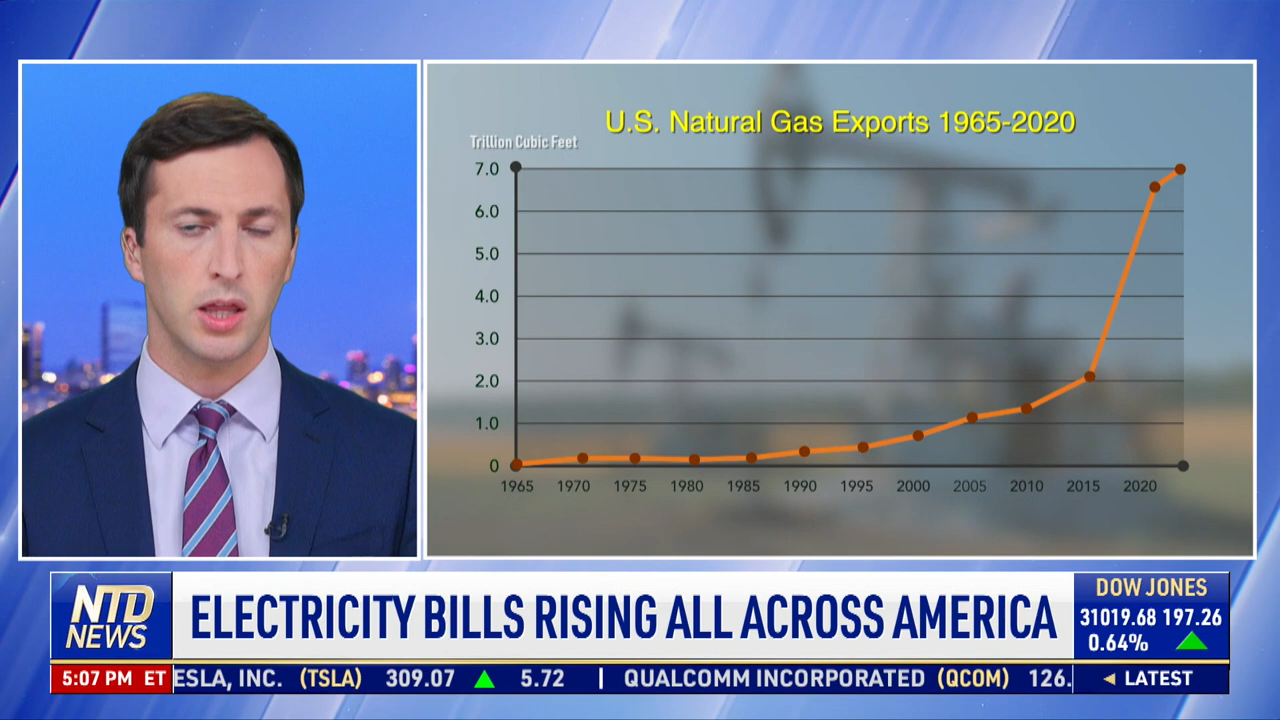 U.S. Natural Gas Exports 1965-2020
Trillion Cubic Feet
7.0
6.0
5.0
4.0
3.0
2.0
1.0
0
1965 1970 1975 1980 1985 1990 1995 2000 2005 2010 2015 2020
NTD
NEWS
ELECTRICITY BILLS RISING ALL ACROSS AMERICA
DOW JONES
31019.68 197.26
0.64%
5:07 PM ET
ESLA, INC. (TSLA) 309.07 5.72 | QUALCOMM INCORPORATED (QCOM) 126.
LATEST